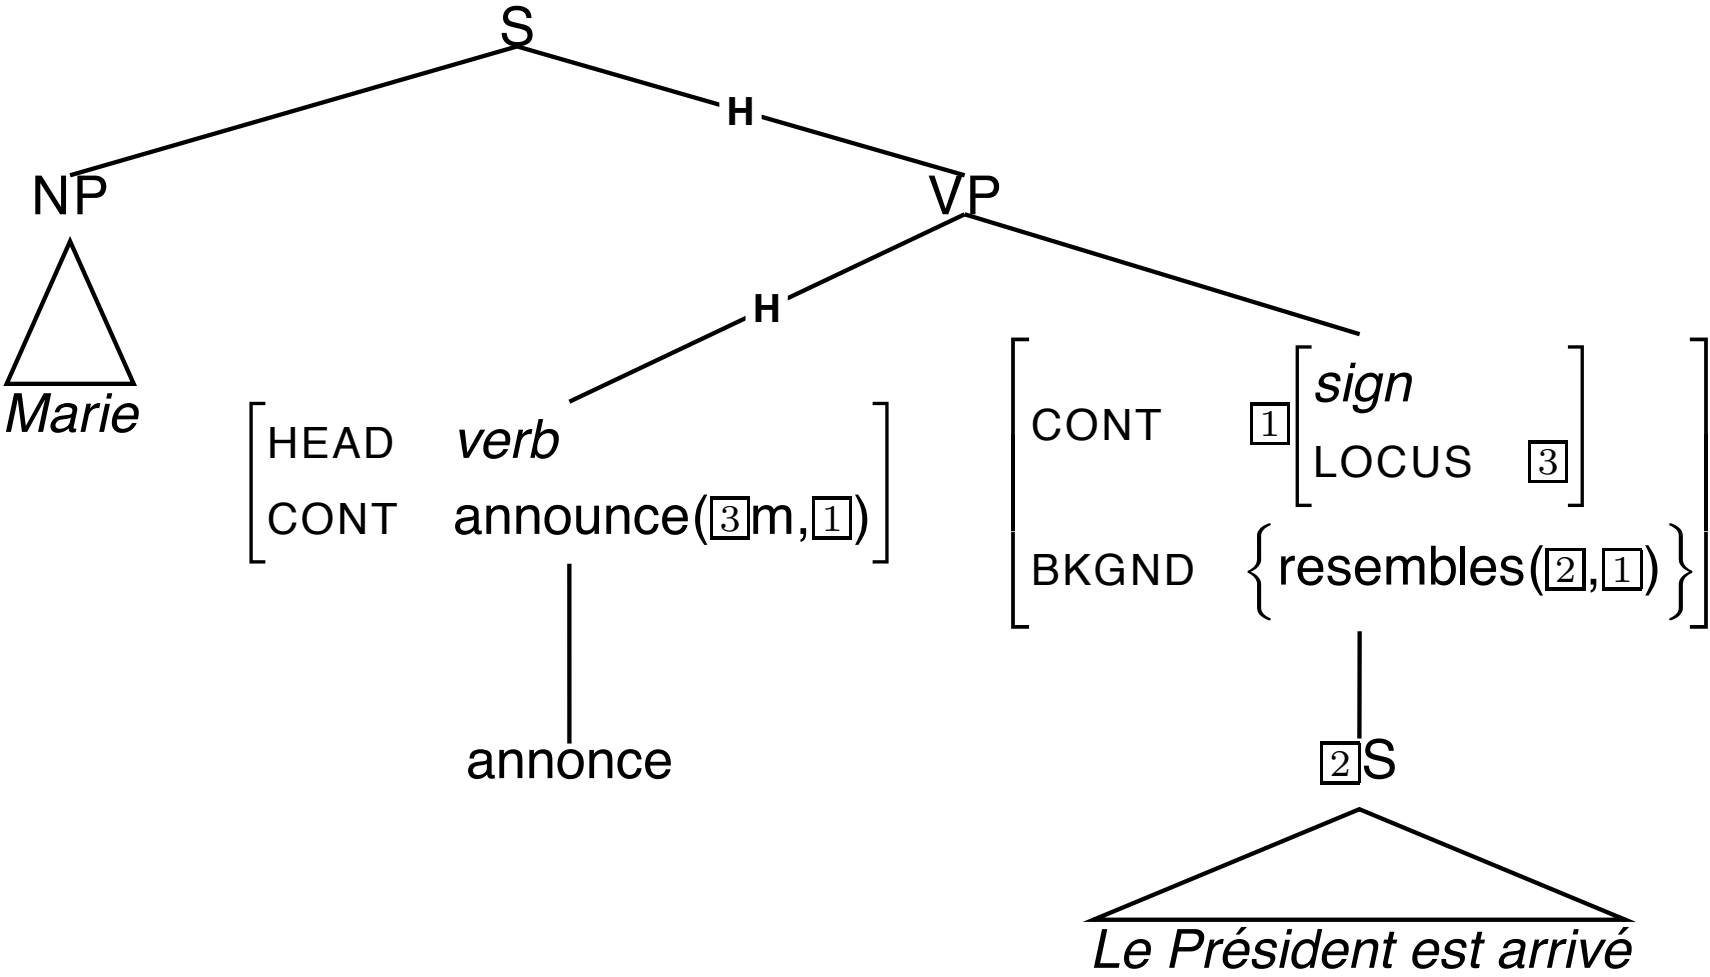 S
H
NP VP
H
Marie
HEAD verb
CONT announce(3m,1)
CONT 1 sign
LOCUS 3
BKGND {resembles(2,1)}
annonce
2S
Le Président est arrivé